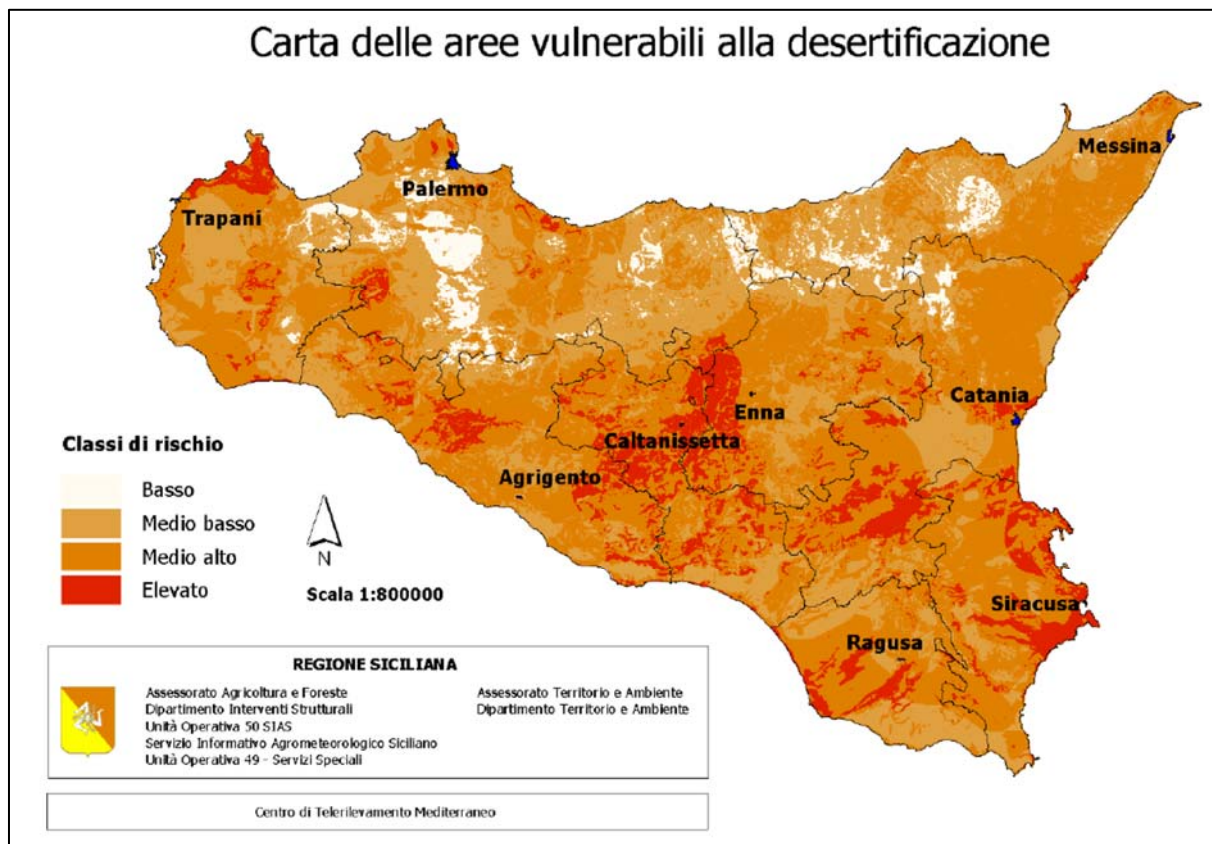 Carta delle aree vulnerabili alla desertificazione
Messina
Palermo
Trapani
Catania
Enna
Caltanissetta
Agrigento
Siracusa
Ragusa
Classi di rischio
Basso
Medio basso
Medio alto
Elevato
N
Scala 1:800000
REGIONE SICILIANA
Assessorato Agricoltura e Foreste
Dipartimento Interventi Strutturali
Unità Operativa 50 SIAS
Servizio Informativo Agrometeorologico Siciliano
Unità Operativa 49 - Servizi Speciali
Assessorato Territorio e Ambiente
Dipartimento Territorio e Ambiente
Centro di Telerilevamento Mediterraneo